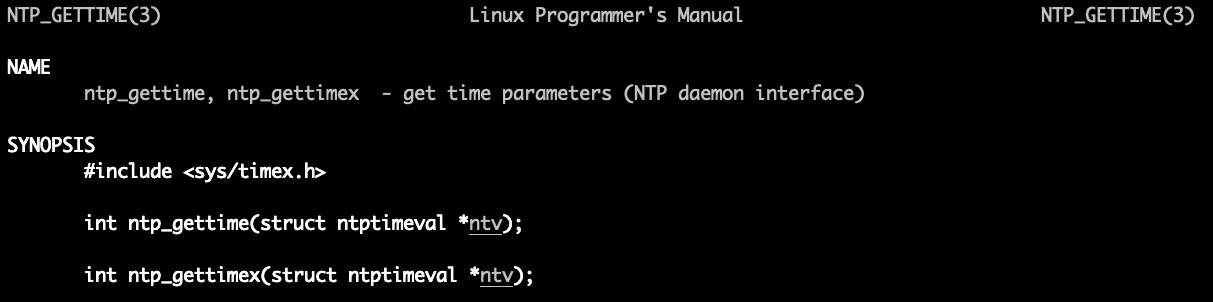 NTP_GETTIME(3) Linux Programmer's Manual NTP_GETTIME(3)
NAME
ntp_gettime, ntp_gettimex - get time parameters (NTP daemon interface)
SYNOPSIS
#include <sys/timex.h>
int ntp_gettime(struct ntptimeval *ntv);
int ntp_gettimex(struct ntptimeval *ntv);